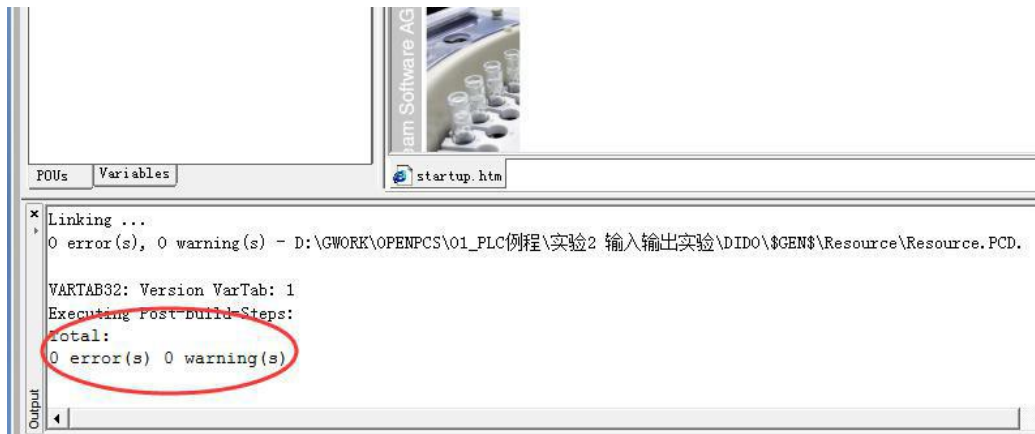 am Software AG
POUs
Variables
startup.htm
Linking ...
0 error(s), 0 warning(s) - D:\GWORK\OPENPCS\01_PLC例程\实验2 输入输出实验\DIDO\$GEN$\Resource\Resource.PCD.
VARTAB32: Version VarTab: 1
Executing Post-Build-Steps:
Total:
0 error(s) 0 warning(s)
Output